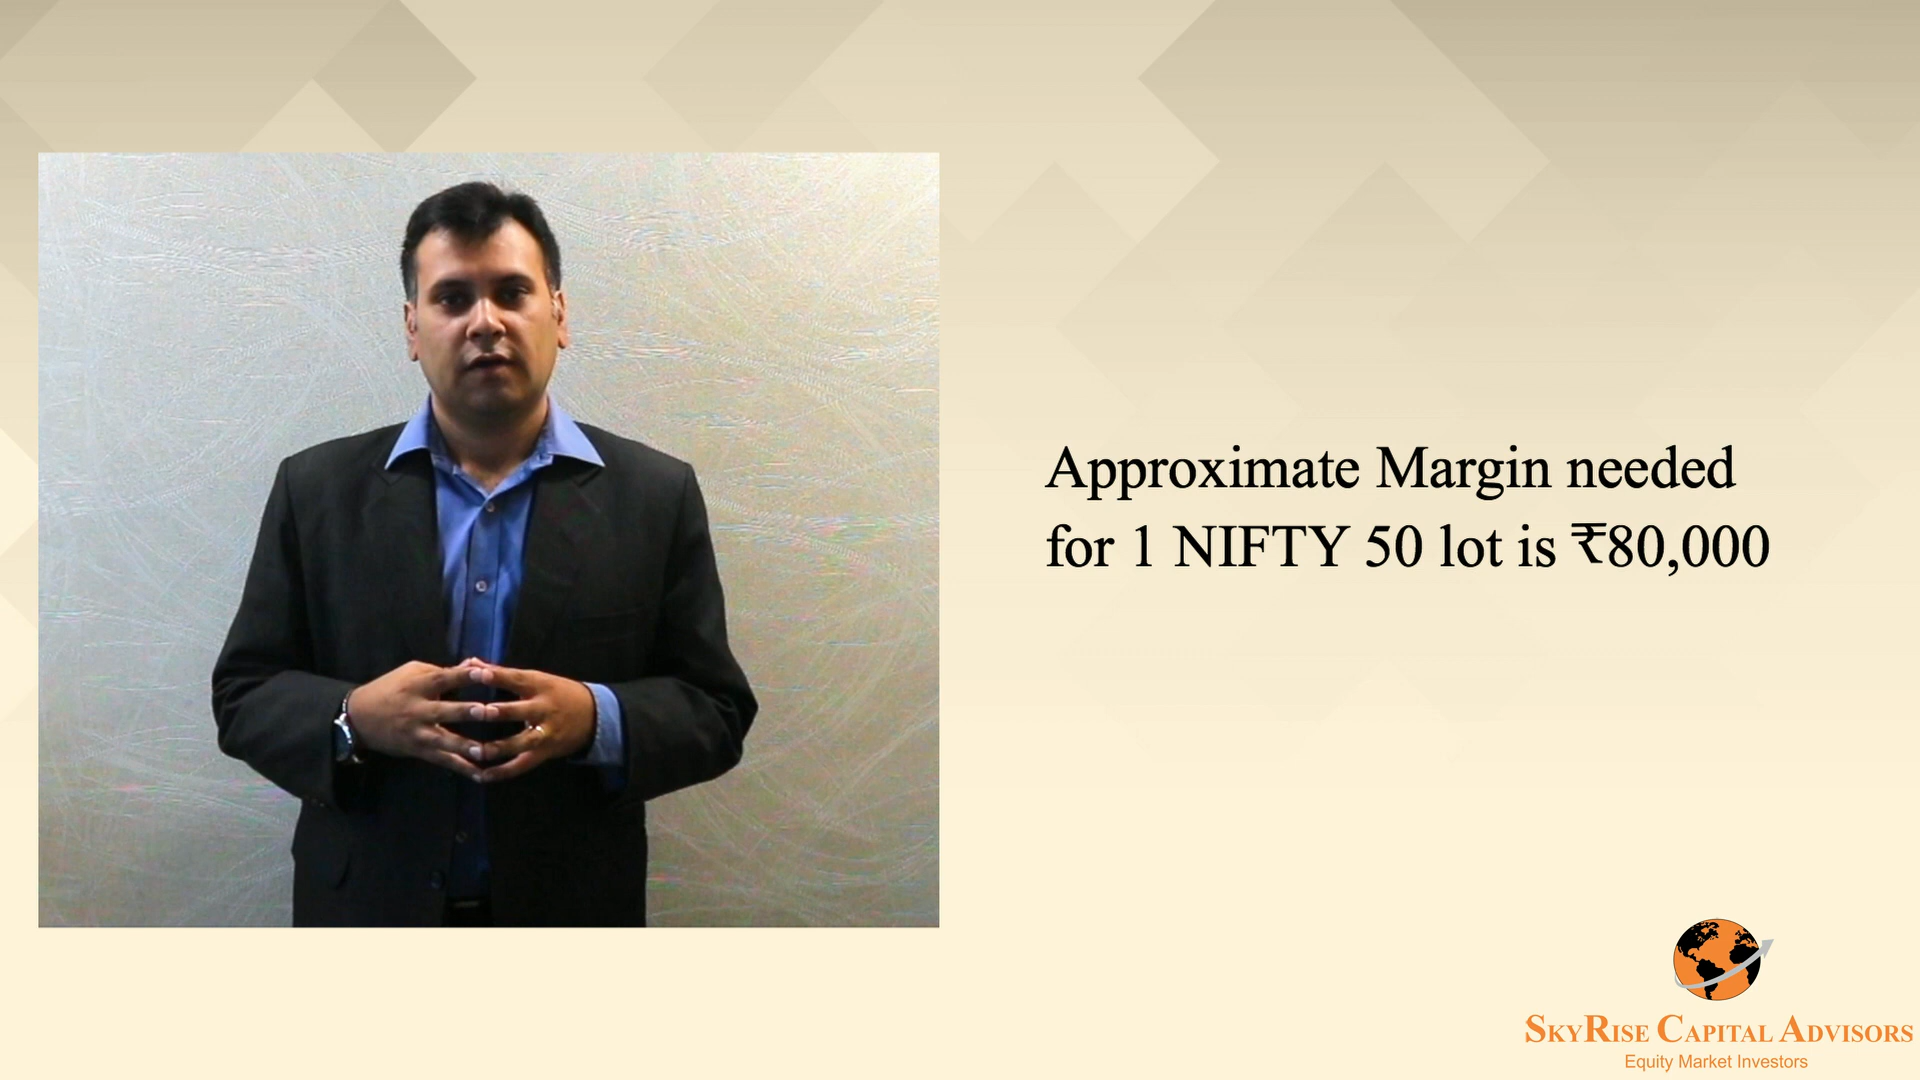 Approximate Margin needed
for 1 NIFTY 50 lot is ₹80,000
SKYRISE CAPITAL ADVISORS
Equity Market Investors